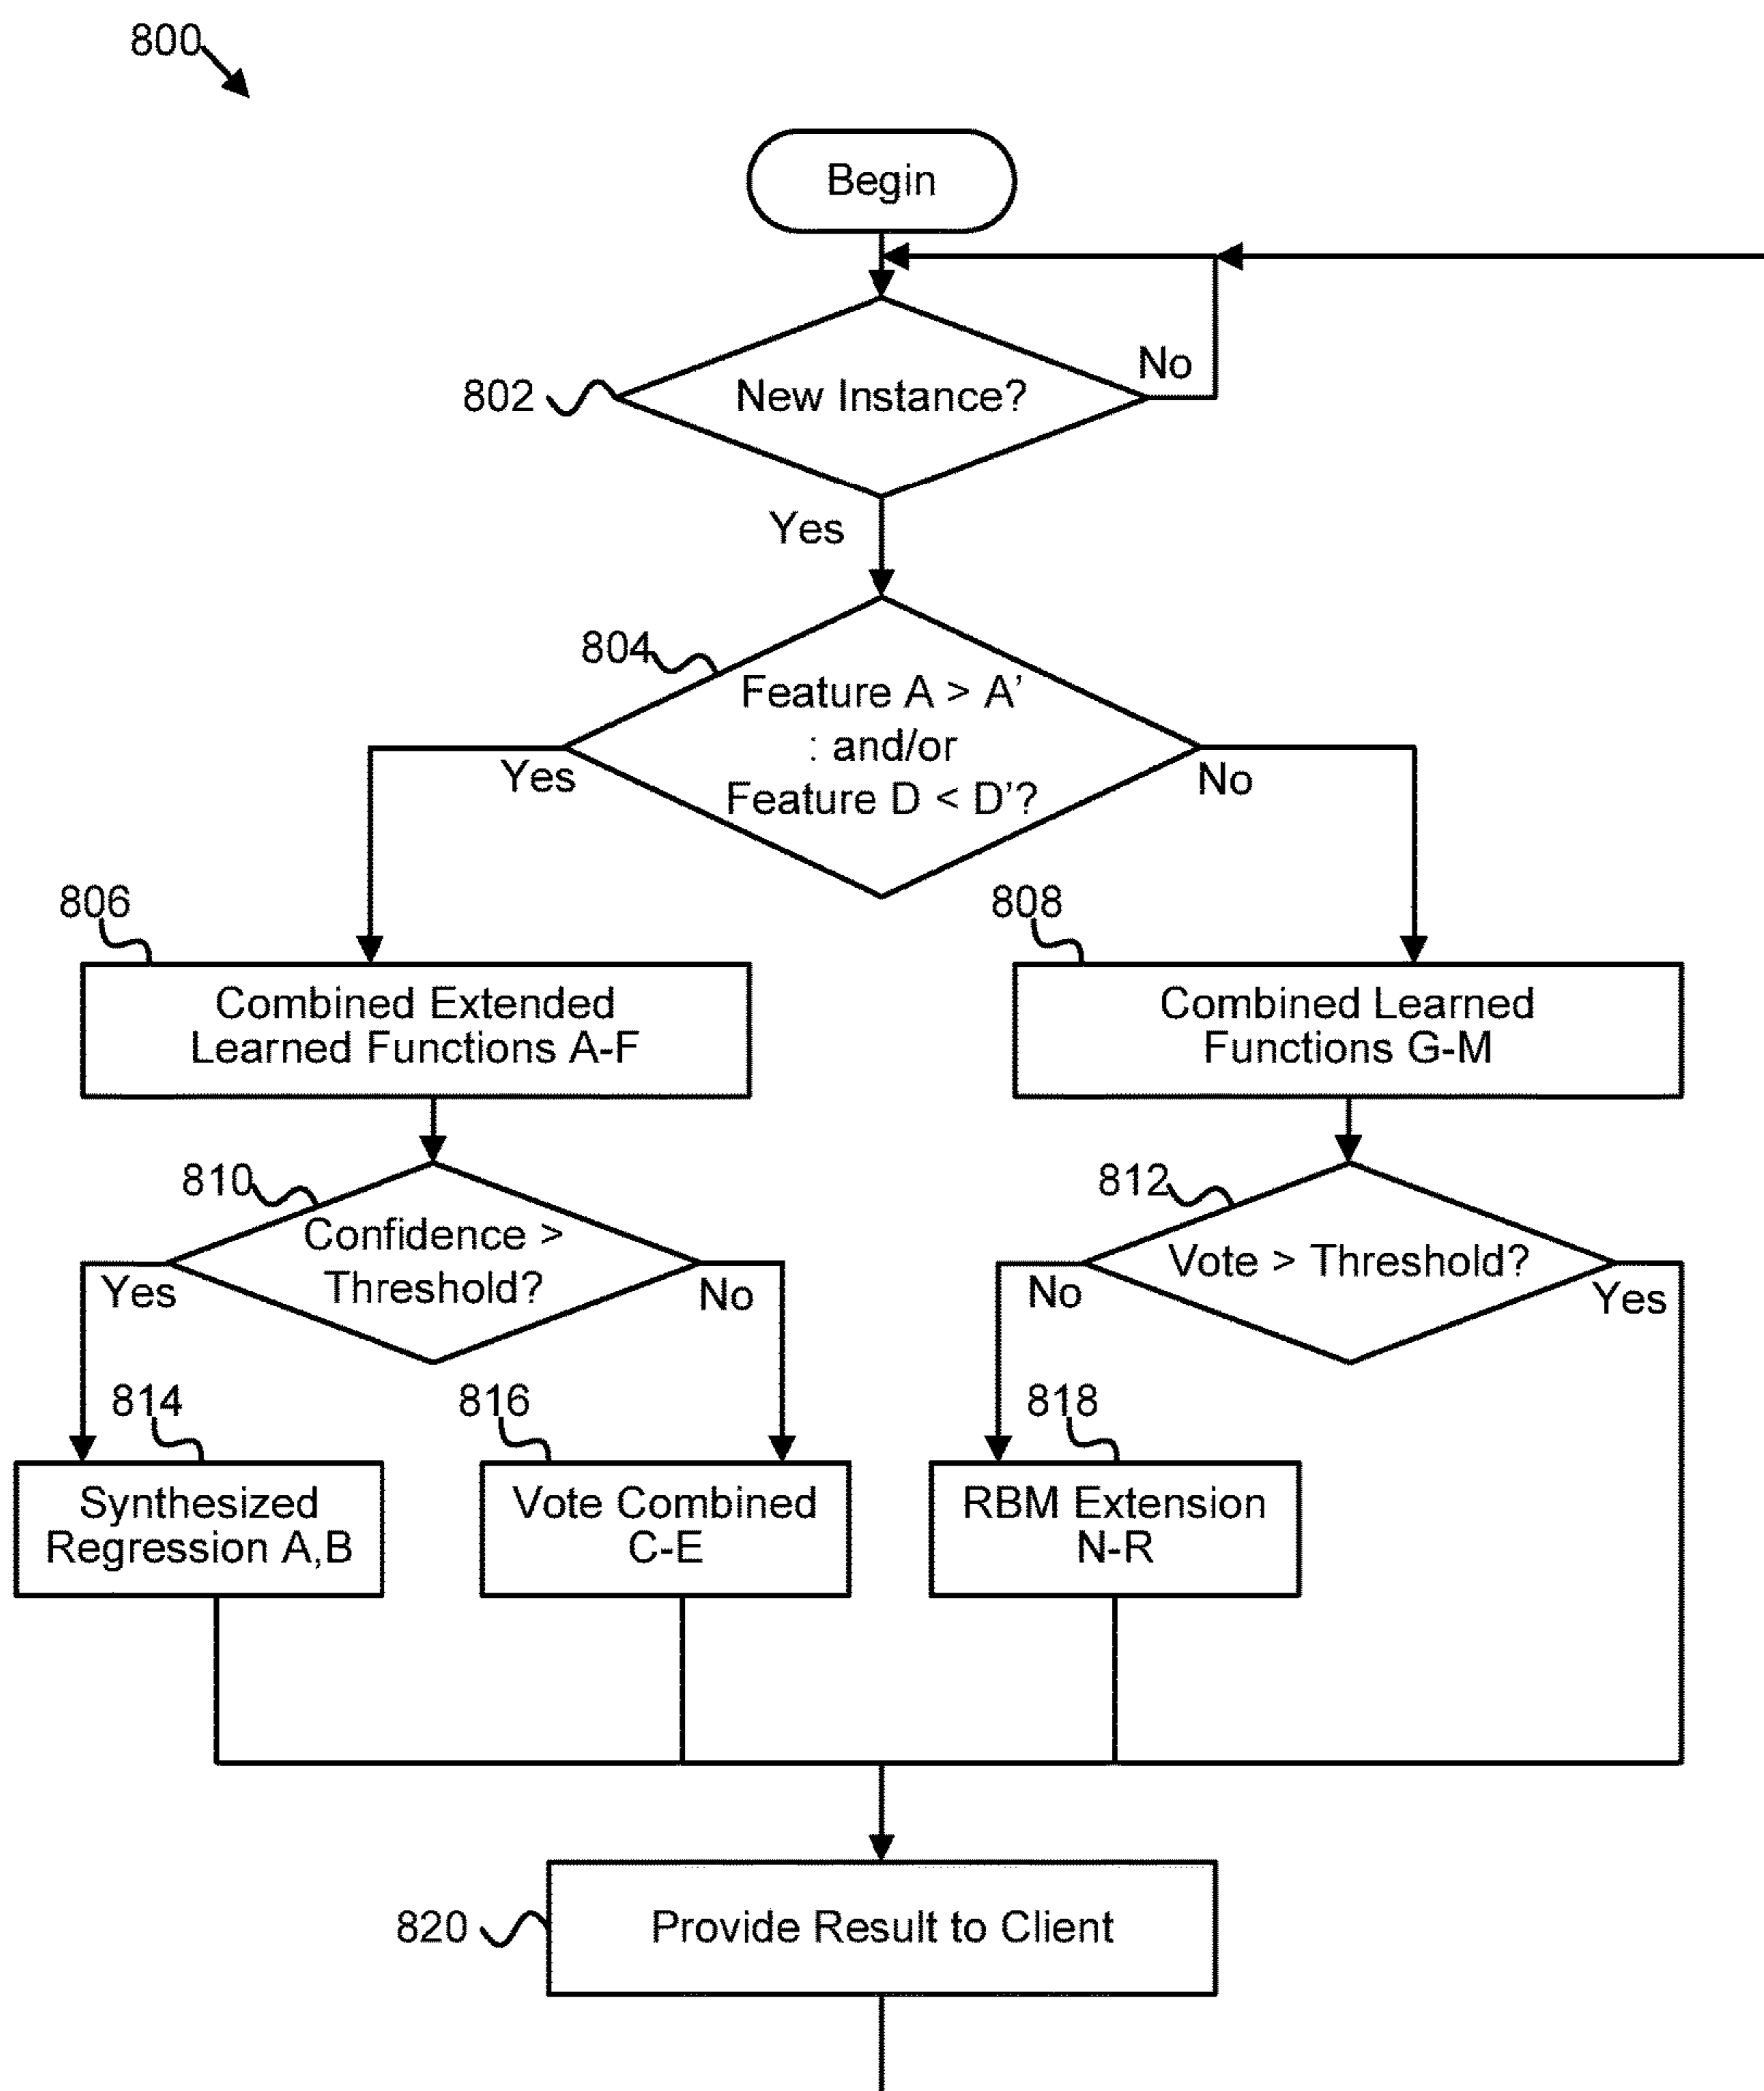 800
Begin
802
New Instance?
No
Yes
804
Feature A > A’
: and/or
Feature D < D’?
Yes
No
806
Combined Extended
Learned Functions A-F
808
Combined Learned
Functions G-M
810
Confidence >
Threshold?
Yes
No
812
Vote > Threshold?
No
Yes
814
Synthesized
Regression A,B
816
Vote Combined
C-E
818
RBM Extension
N-R
820
Provide Result to Client